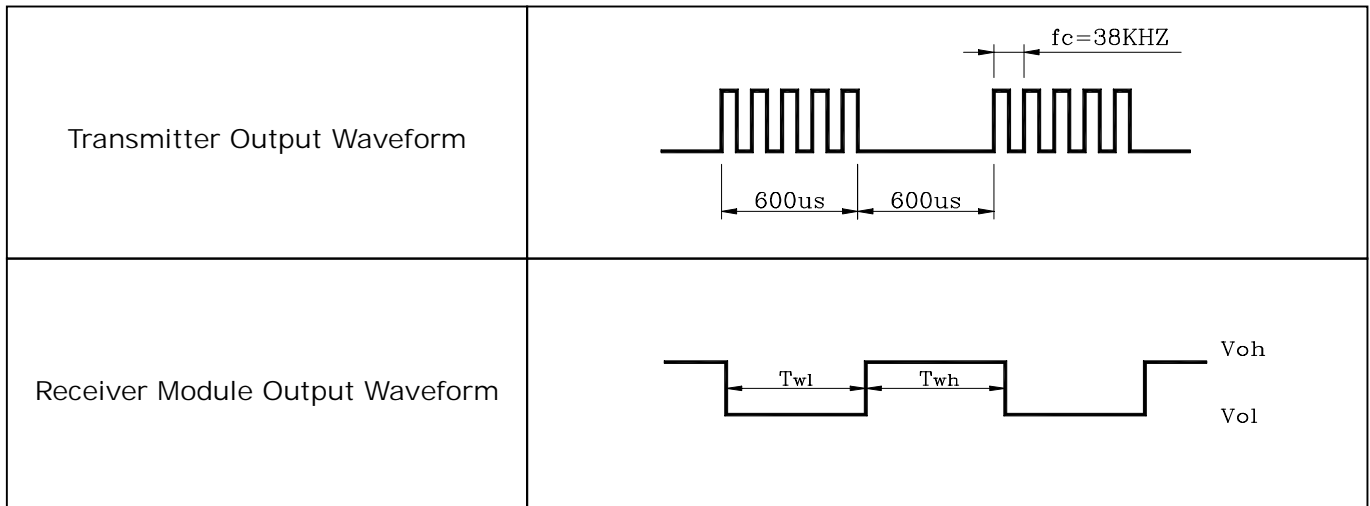 Transmitter Output Waveform
fc=38KHZ
600us 600us
Receiver Module Output Waveform
Twl Twh
Voh
Vol